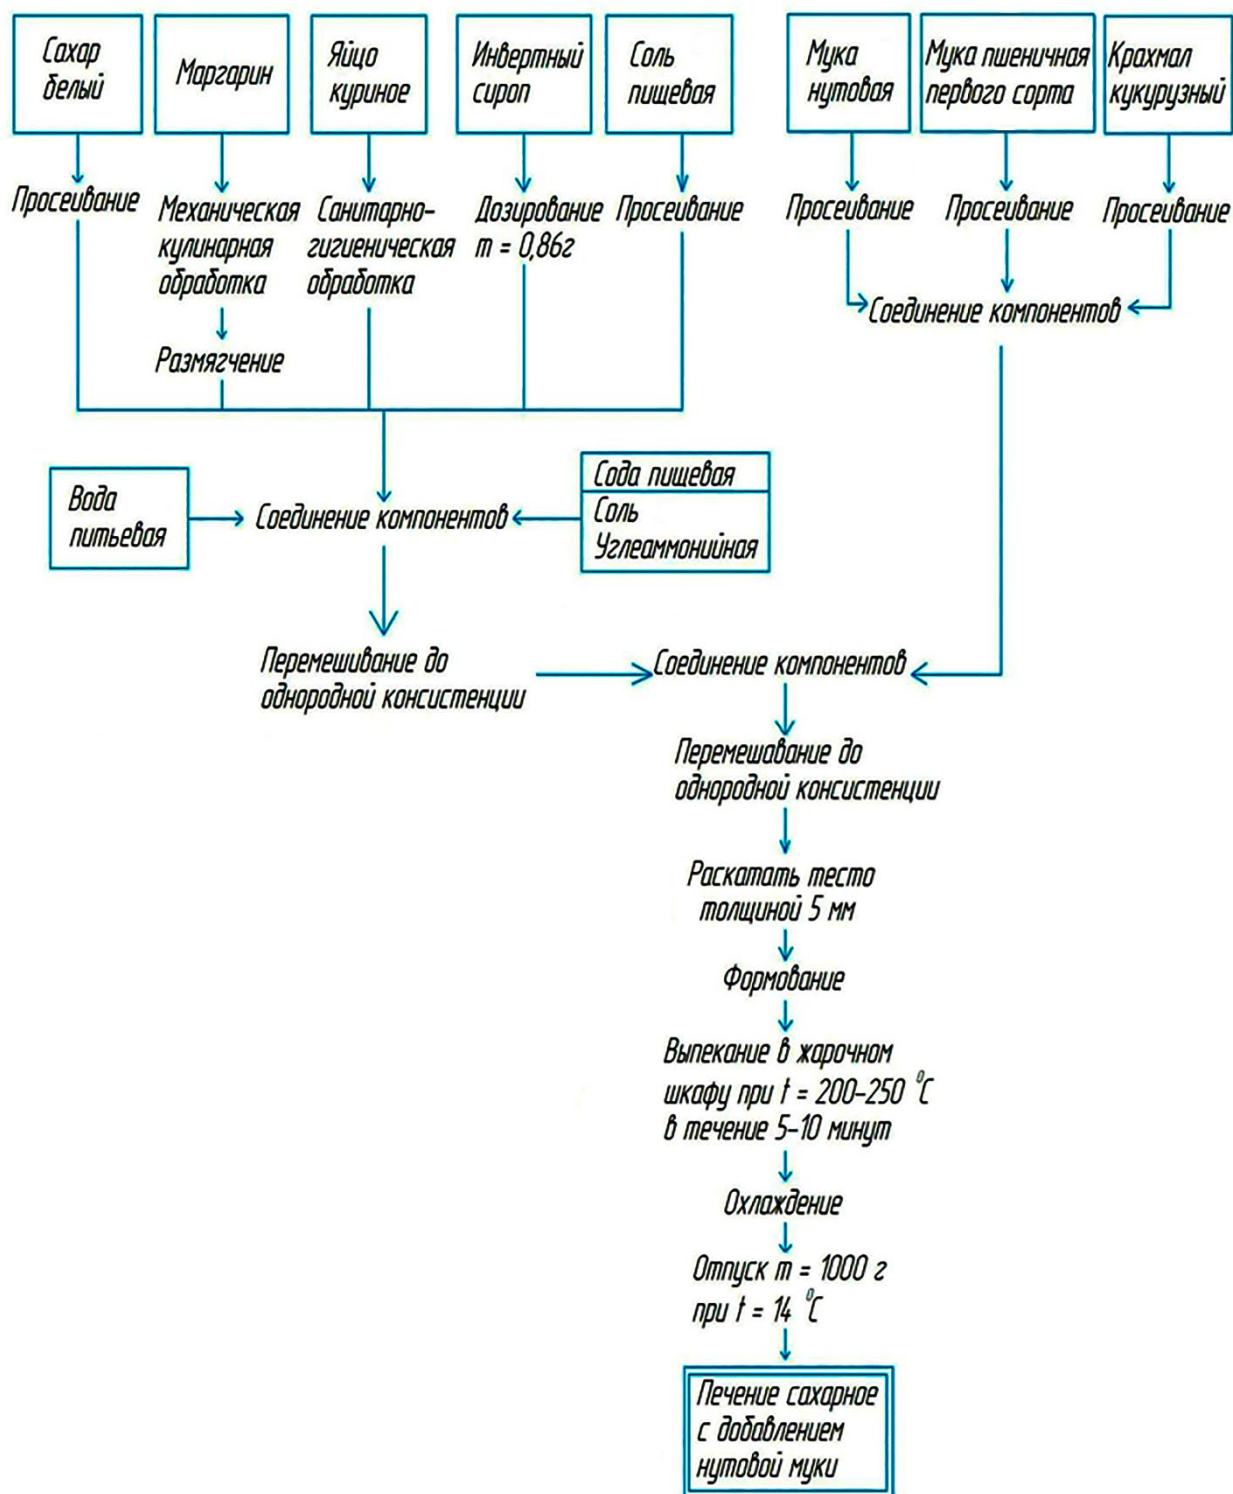 Сахар
белый
Маргарин
Яйцо
куриное
Инвертный
сироп
Соль
пищевая
Мука
нутовая
Мука пшеничная
первого сорта
Крахмал
кукурузный
Просеивание
Механическая
кулинарная
обработка
Санитарно-
гигиеническая
обработка
Дозирование
m = 0,86г
Просеивание
Просеивание
Просеивание
Просеивание
Соединение компонентов
Размягчение
Вода
питьевая
Соединение компонентов
Сода пищевая
Соль
Углеаммонийная
Перемешивание до
однородной консистенции
Соединение компонентов
Перемешавание до
однородной консистенции
Раскатать тесто
толщиной 5 мм
Формование
Выпекание в жарочном
шкафу при t = 200-250 °С
в течение 5-10 минут
Охлаждение
Отпуск m = 1000 г
при t = 14 °С
Печение сахарное
с добавлением
нутовой муки